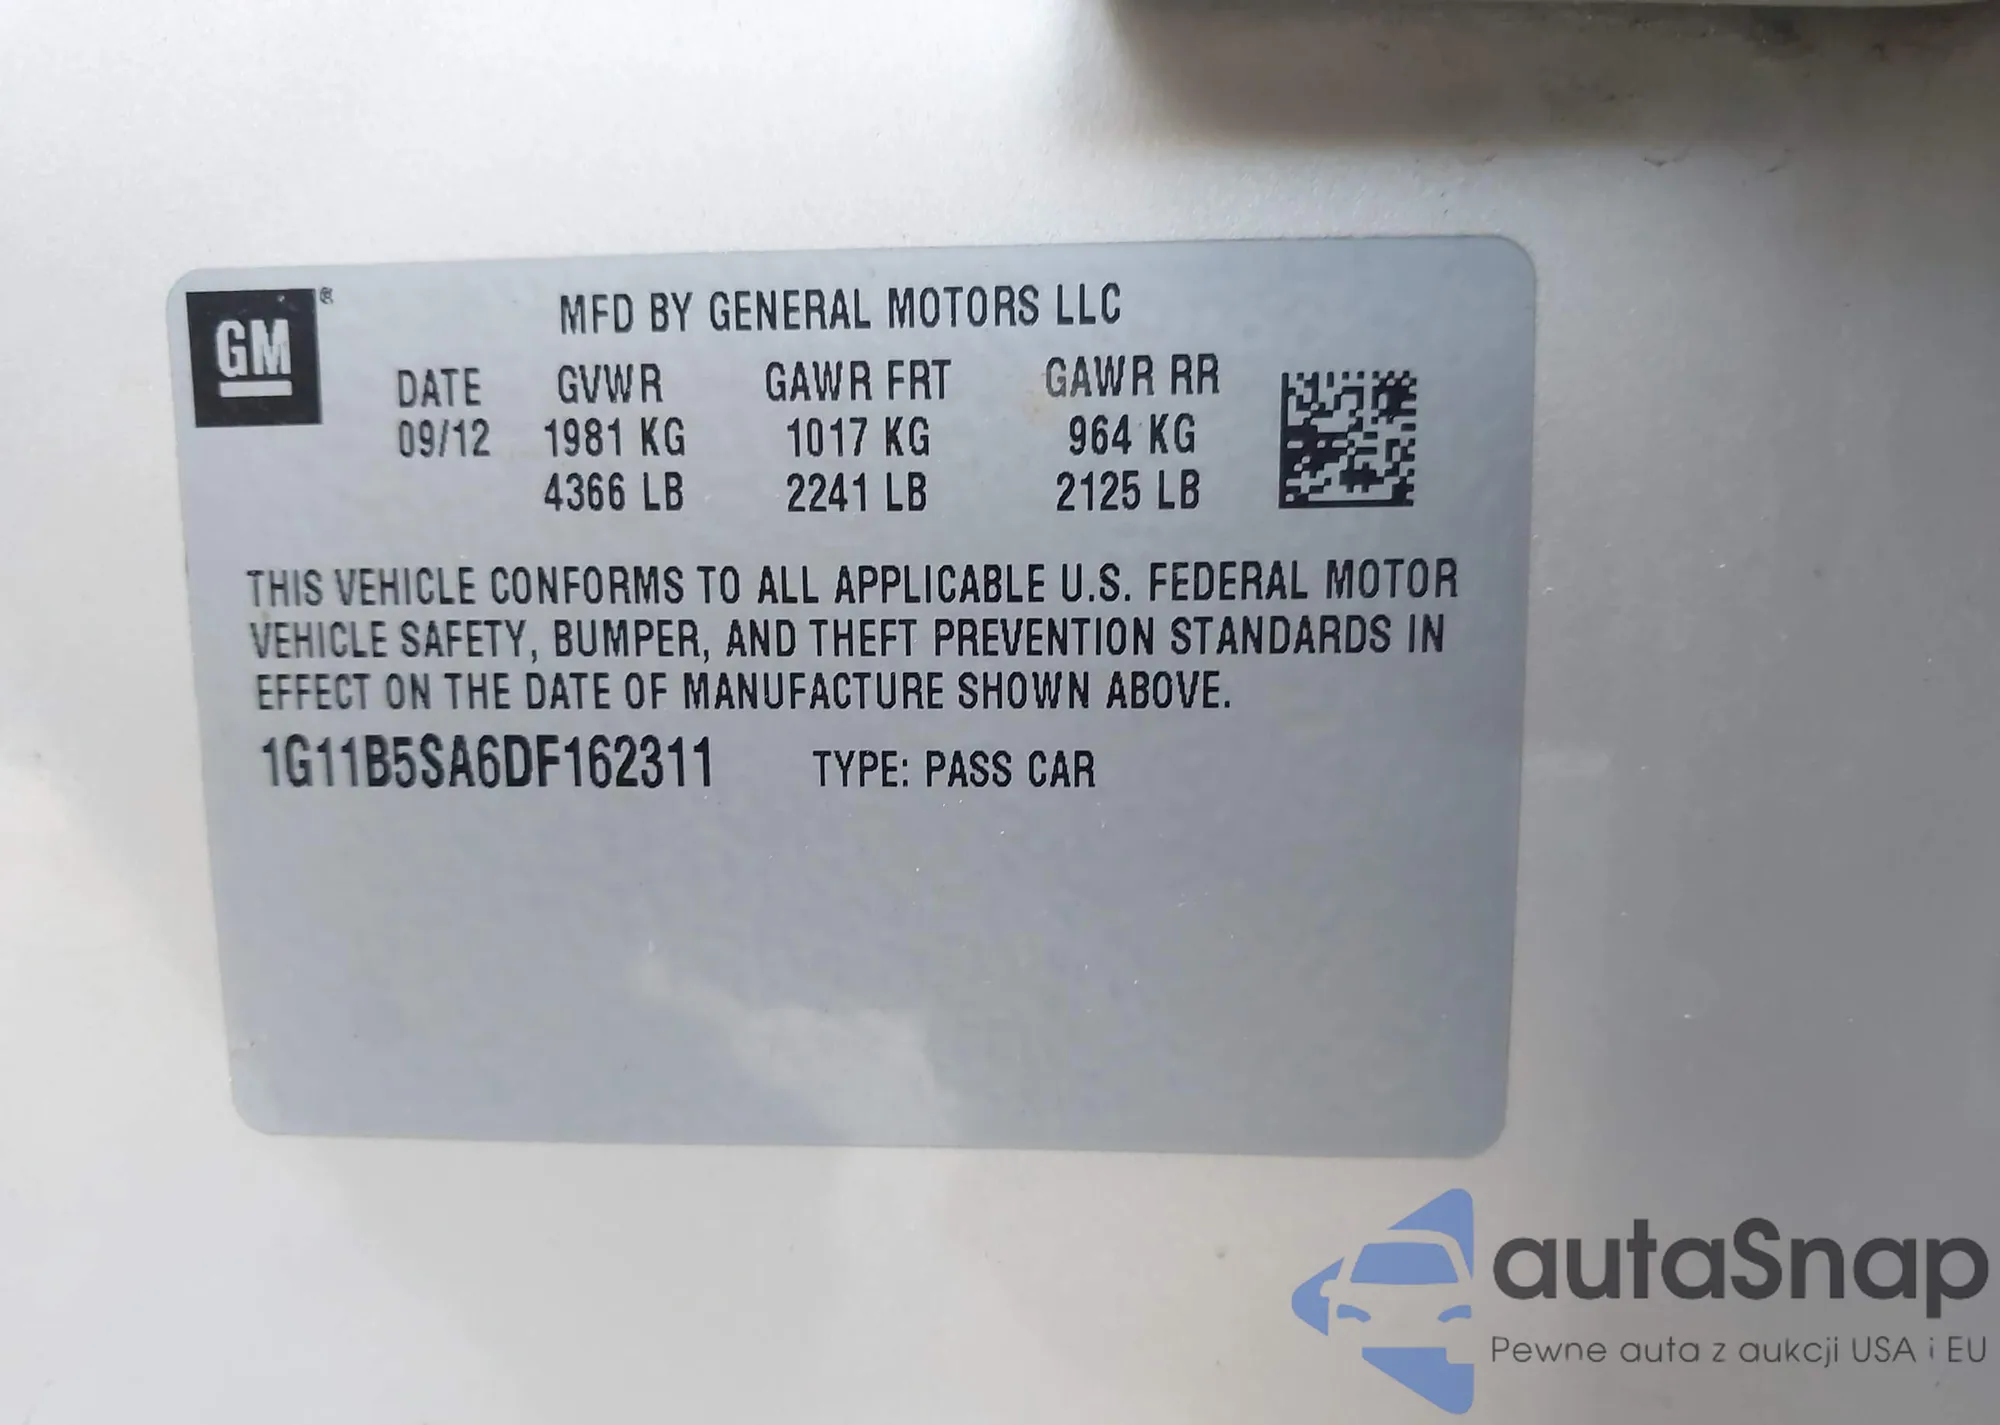 GM®
MFD BY GENERAL MOTORS LLC
DATE GVWR GAWR FRT GAWR RR
09/12 1981 KG 1017 KG 964 KG
4366 LB 2241 LB 2125 LB
THIS VEHICLE CONFORMS TO ALL APPLICABLE U.S. FEDERAL MOTOR
VEHICLE SAFETY, BUMPER, AND THEFT PREVENTION STANDARDS IN
EFFECT ON THE DATE OF MANUFACTURE SHOWN ABOVE.
1G11B5SA6DF162311 TYPE: PASS CAR
autaSnap
Pewne auta z aukcji USA i EU